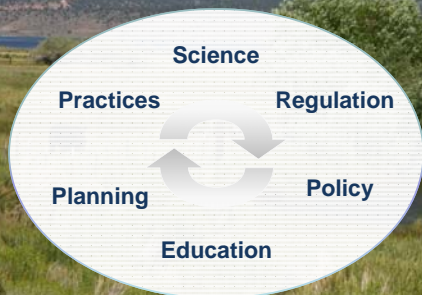 Science
Practices
Regulation
Planning
Policy
Education